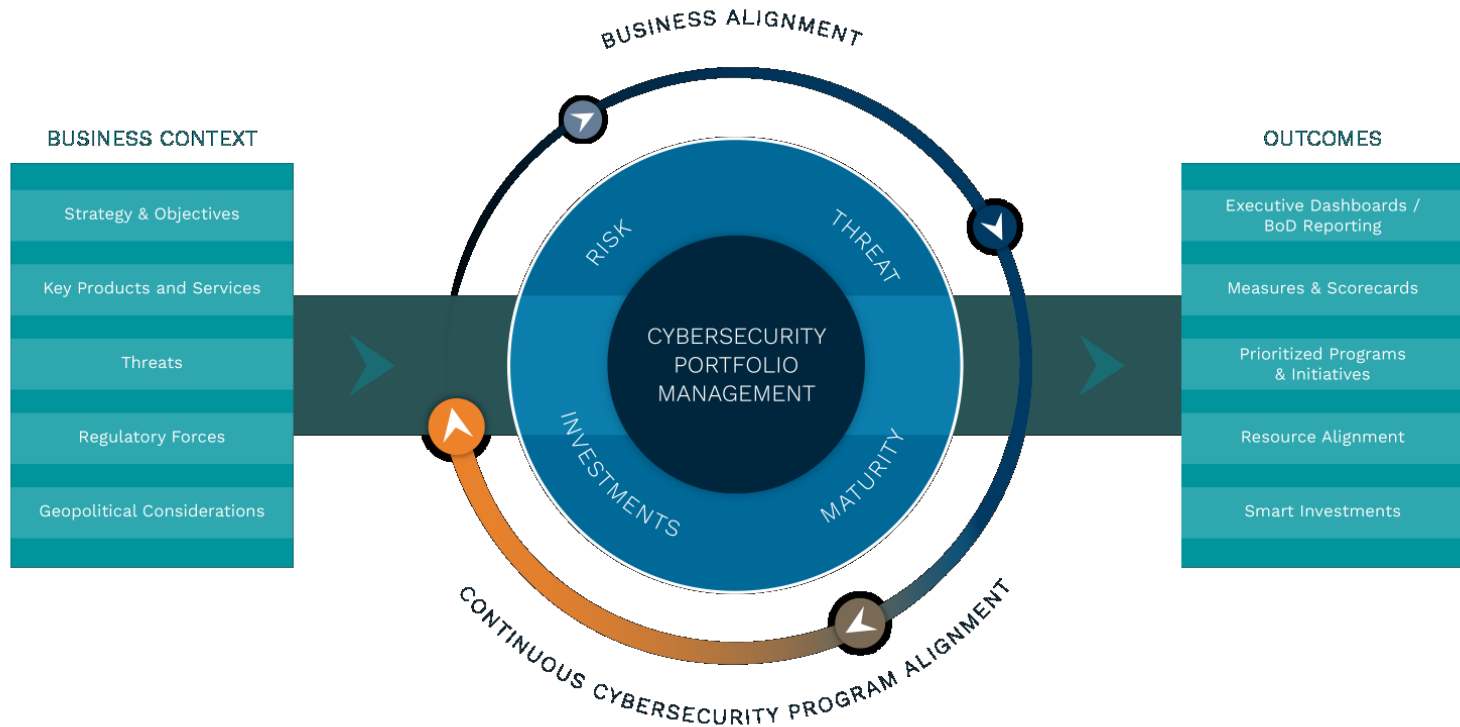 BUSINESS ALIGNMENT
BUSINESS CONTEXT
Strategy & Objectives
Key Products and Services
Threats
Regulatory Forces
Geopolitical Considerations
RISK
THREAT
CYBERSECURITY
PORTFOLIO
MANAGEMENT
INVESTMENTS
MATURITY
CONTINUOUS CYBERSECURITY PROGRAM ALIGNMENT
OUTCOMES
Executive Dashboards /
BoD Reporting
Measures & Scorecards
Prioritized Programs
& Initiatives
Resource Alignment
Smart Investments